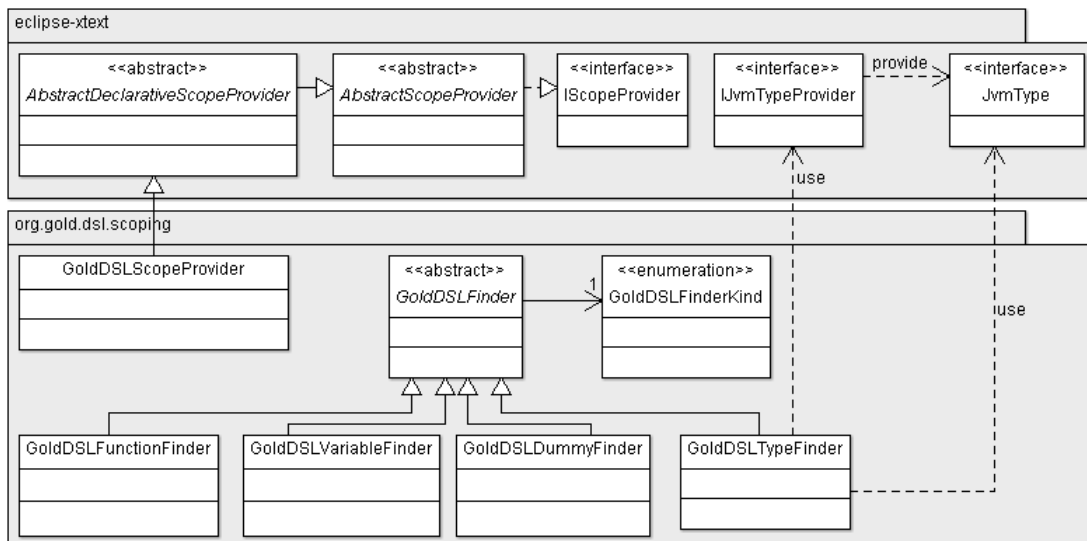 eclipse-xtext
<<abstract>>
AbstractDeclarativeScopeProvider
<<abstract>>
AbstractScopeProvider
<<interface>>
IScopeProvider
<<interface>>
IJvmTypeProvider
provide
<<interface>>
JvmType
use
use
org.gold.dsl.scoping
GoldDSLScopeProvider
<<abstract>>
GoldDSLFinder
1
<<enumeration>>
GoldDSLFinderKind
GoldDSLFunctionFinder
GoldDSLVariableFinder
GoldDSLDummyFinder
GoldDSLTypeFinder